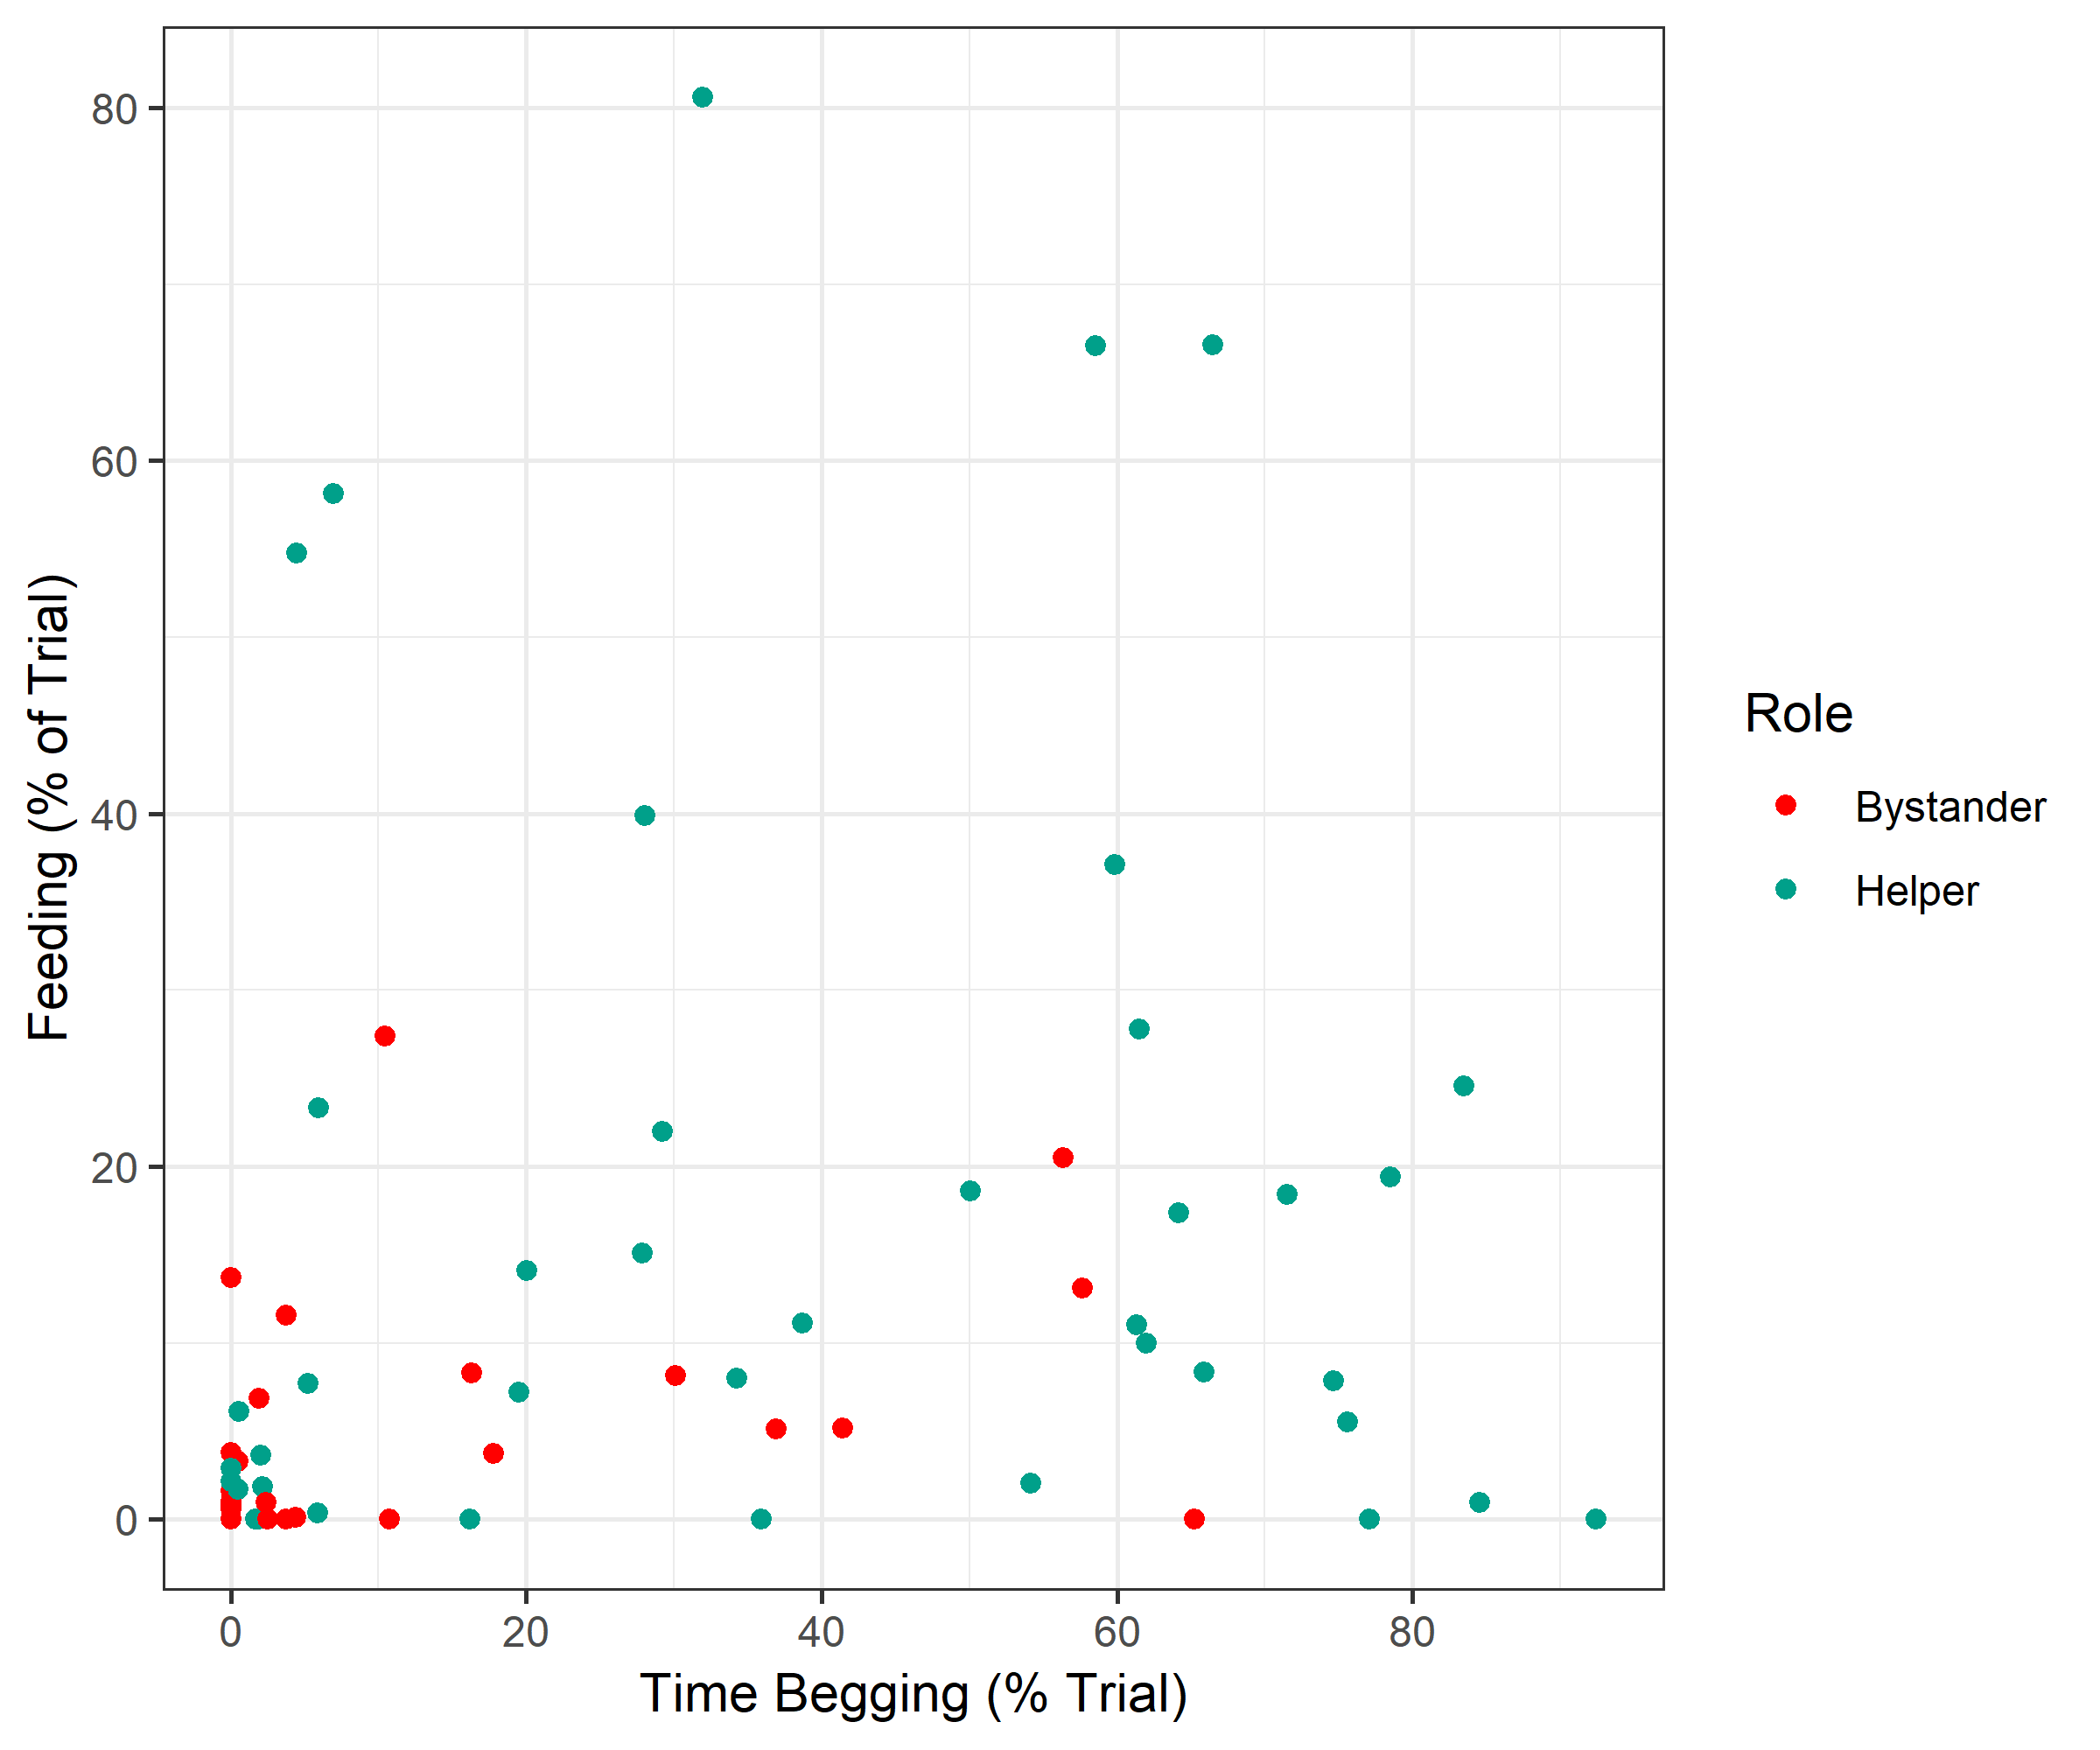 80
60
40
20
0
Feeding (% of Trial)
0 20 40 60 80
Time Begging (% Trial)
Role
Bystander
Helper